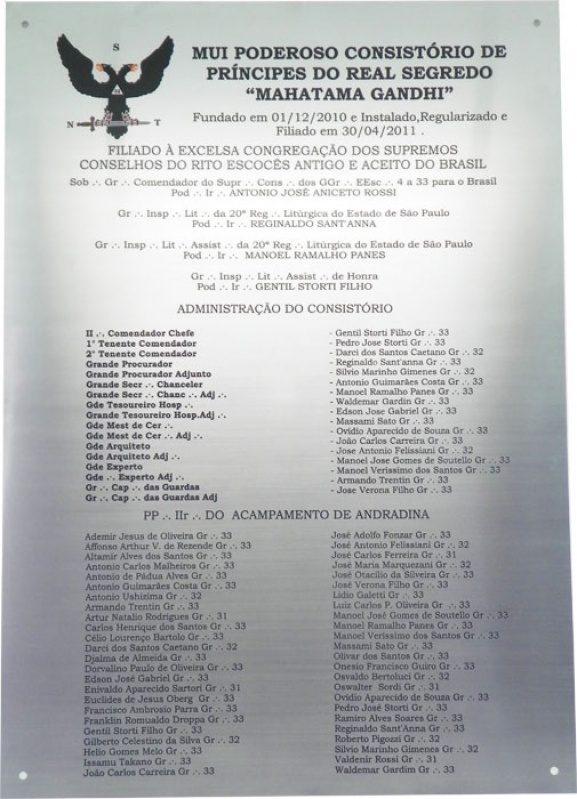 S
N T
MUI PODEROSO CONSISTÓRIO DE
PRÍNCIPES DO REAL SEGREDO
“MAHATAMA GANDHI”
Fundado em 01/12/2010 e Instalado,Regularizado e
Filiado em 30/04/2011 .
FILIADO À EXCELSA CONGREGAÇÃO DOS SUPREMOS
CONSELHOS DO RITO ESCOCÊS ANTIGO E ACEITO DO BRASIL
Sob .·. Gr .·. Comendador do Supr .·. Cons .·. dos GGr .·. EEsc .·. 4 a 33 para o Brasil
Pod .·. Ir .·. ANTONIO JOSÉ ANICETO ROSSI
Gr .·. Insp .·. Lit .·. da 20ª Reg .·. Litúrgica do Estado de São Paulo
Pod .·. Ir .·. REGINALDO SANT'ANNA
Gr .·. Insp .·. Lit .·. Assist .·. da 20ª Reg .·. Litúrgica do Estado de São Paulo
Pod .·. Ir .·. MANOEL RAMALHO PANES
Gr .·. Insp .·. Lit .·. Assist .·. de Honra
Pod .·. Ir .·. GENTIL STORTI FILHO
ADMINISTRAÇÃO DO CONSISTÓRIO
II .·. Comendador Chefe - Gentil Storti Filho Gr .·. 33
1° Tenente Comendador - Pedro Jose Storti Gr .·. 33
2° Tenente Comendador - Darci dos Santos Caetano Gr .·. 32
Grande Procurador - Reginaldo Sant'anna Gr .·. 33
Grande Procurador Adjunto - Silvio Marinho Gimenes Gr .·. 32
Grande Secr .·. Chanceler - Antonio Guimarães Costa Gr .·. 33
Grande Secr .·. Chanc .·. Adj .·. - Manoel Ramalho Panes Gr .·. 33
Gde Tesoureiro Hosp .·. - Waldemar Gardin Gr .·. 33
Grande Tesoureiro Hosp.Adj .·. - Edson Jose Gabriel Gr .·. 33
Gde Mest de Cer .·. - Massami Sato Gr .·. 33
Gde Mest de Cer .·. Adj .·. - Ovidio Aparecido de Souza Gr .·. 33
Gde Arquiteto - João Carlos Carreira Gr .·. 33
Gde Arquiteto Adj .·. - Jose Antonio Felissiani Gr .·. 32
Gde Experto - Manoel Jose Gomes de Soutello Gr .·. 33
Gde .·. Experto Adj .·. - Manoel Verissimo dos Santos Gr .·. 33
Gr .·. Cap .·. das Guardas - Armando Trentin Gr .·. 33
Gr .·. Cap .·. das Guardas Adj - Jose Verona Filho Gr .·. 33
PP .·. IIr .·. DO ACAMPAMENTO DE ANDRADINA
Ademir Jesus de Oliveira Gr .·. 33
Affonso Arthur V. de Rezende Gr .·. 33
Altamir Alves dos Santos Gr .·. 33
Antonio Carlos Malheiros Gr .·. 33
Antonio de Pádua Alves Gr .·. 33
Antonio Guimarães Costa Gr .·. 33
Antonio Ushizima Gr .·. 32
Armando Trentin Gr .·. 33
Artur Natalio Rodrigues Gr .·. 31
Carlos Henrique dos Santos Gr .·. 33
Célio Lourenço Bartolo Gr .·. 33
Darci dos Santos Caetano Gr .·. 32
Djalma de Almeida Gr .·. 33
Dorvalino Paulo de Oliveira Gr .·. 33
Edson José Gabriel Gr .·. 33
Enivaldo Aparecido Sartori Gr .·. 31
Euclides de Jesus Oberg Gr .·. 33
Francisco Ambrosio Parra Gr .·. 33
Franklin Romualdo Droppa Gr .·. 33
Gentil Storti Filho Gr .·. 33
Gilberto Celestino da Silva Gr .·. 32
Helio Gomes Melo Gr .·. 33
Issamu Takano Gr .·. 33
João Carlos Carreira Gr .·. 33
José Adolfo Fonzar Gr .·. 33
José Antonio Felissiani Gr .·. 32
José Carlos Ferreira Gr .·. 31
José Maria Marquezani Gr .·. 32
José Otacílio da Silveira Gr .·. 33
José Verona Filho Gr .·. 33
Lidio Galetti Gr .·. 33
Luiz Carlos P. Oliveira Gr .·. 33
Manoel José Gomes de Soutello Gr .·. 33
Manoel Ramalho Panes Gr .·. 33
Manoel Verissimo dos Santos Gr .·. 33
Massami Sato Gr .·. 33
Olivar dos Santos Gr .·. 33
Onesio Francisco Guiro Gr .·. 33
Osvaldo Bertoluci Gr .·. 32
Oswalter Sordi Gr .·. 31
Ovidio Aparecido de Souza Gr .·. 33
Pedro José Storti Gr .·. 33
Ramiro Alves Soares Gr .·. 33
Reginaldo Sant'Anna Gr .·. 33
Roberto Pigozzi Gr .·. 32
Silvio Marinho Gimenes Gr .·. 32
Valdenir Rossi Gr .·. 31
Waldemar Gardim Gr .·. 33